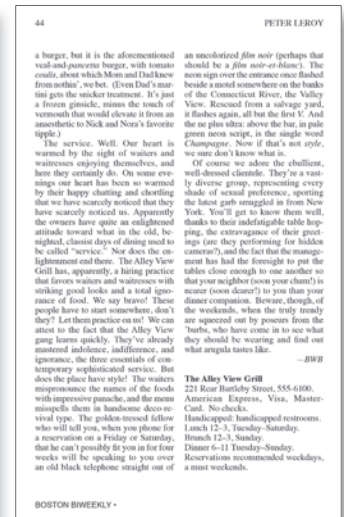 44
PETER LEROY
a burger, but it is the aforementioned
veal-and-pancetta burger, with tomato
coulis, about which Mom and Dad knew
from nothin', we bet. (Even Dad's mar-
tini gets the snicker treatment. It's just
a frozen ginsicle, minus the touch of
vermouth that would elevate it from an
anaesthetic to Nick and Nora's favorite
tipple.)
The service. Well. Our heart is
warmed by the sight of waiters and
waitresses enjoying themselves, and
here they certainly do. On some eve-
nings our heart has been so warmed
by their happy chatting and chortling
that we have scarcely noticed that they
have scarcely noticed us. Apparently
the owners have quite an enlightened
attitude toward what in the old, be-
nighted, classist days of dining used to
be called "service." Nor does the en-
lightenment end there. The Alley View
Grill has, apparently, a hiring practice
that favors waiters and waitresses with
striking good looks and a total igno-
rance of food. We say bravo! These
people have to start somewhere, don't
they? Let them practice on us! We can
attest to the fact that the Alley View
gang learns quickly. They've already
mastered indolence, indifference, and
ignorance, the three essentials of con-
temporary sophisticated service. But
does the place have style! The waiters
mispronounce the names of the foods
with impressive panache, and the menu
misspells them in handsome deco-re-
vival type. The golden-tressed fellow
who will tell you, when you phone for
a reservation on a Friday or Saturday,
that he can't possibly fit you in for four
weeks will be speaking to you over
an old black telephone straight out of
an uncolorized film noir (perhaps that
should be a film noir-et-blanc). The
neon sign over the entrance once flashed
beside a motel somewhere on the banks
of the Connecticut River, the Valley
View. Rescued from a salvage yard,
it flashes again, all but the first V. And
the ne plus ultra: above the bar, in pale
green neon script, is the single word
Champagne. Now if that's not style,
we sure don't know what is.
Of course we adore the ebullient,
well-dressed clientele. They're a vast-
ly diverse group, representing every
shade of sexual preference, sporting
the latest garb smuggled in from New
York. You'll get to know them well,
thanks to their indefatigable table hop-
ping, the extravagance of their greet-
ings (are they performing for hidden
cameras?), and the fact that the manage-
ment has had the foresight to put the
tables close enough to one another so
that your neighbor (soon your chum!) is
nearer (soon dearer!) to you than your
dinner companion. Beware, though, of
the weekends, when the truly trendy
are squeezed out by poseurs from the
'burbs, who have come in to see what
they should be wearing and find out
what arugula tastes like.
—BWB
The Alley View Grill
221 Rear Bartleby Street, 555-6100.
American Express, Visa, Master-
Card. No checks.
Handicapped: handicapped restrooms.
Lunch 12–3, Tuesday–Saturday.
Brunch 12–3, Sunday.
Dinner 6–11 Tuesday–Sunday.
Reservations recommended weekdays,
a must weekends.
BOSTON BIWEEKLY •